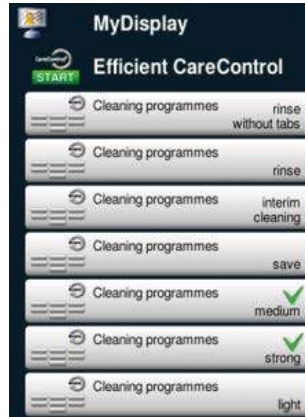 MyDisplay
CareControl
START
Efficient CareControl
Cleaning programmes
rinse
without tabs
Cleaning programmes
rinse
Cleaning programmes
interim
cleaning
Cleaning programmes
save
Cleaning programmes
medium
Cleaning programmes
strong
Cleaning programmes
light